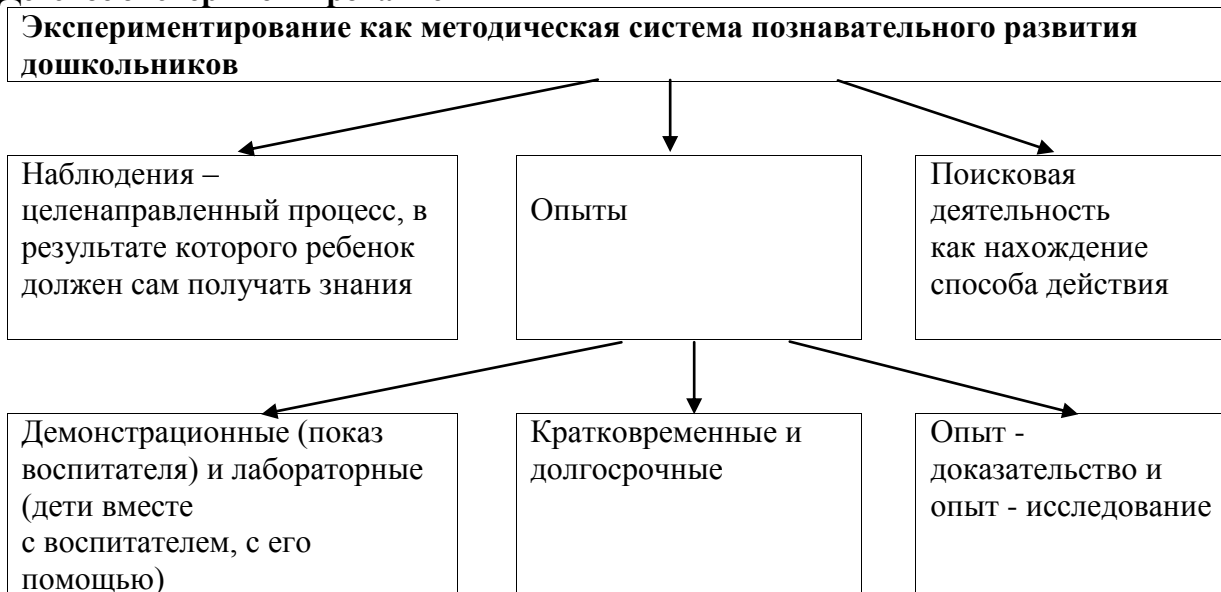 Экспериментирование как методическая система познавательного развития
дошкольников
Наблюдения –
целенаправленный процесс, в
результате которого ребенок
должен сам получать знания
Опыты
Поисковая
деятельность
как нахождение
способа действия
Демонстрационные (показ
воспитателя) и лабораторные
(дети вместе
с воспитателем, с его
помощью)
Кратковременные и
долгосрочные
Опыт -
доказательство и
опыт - исследование